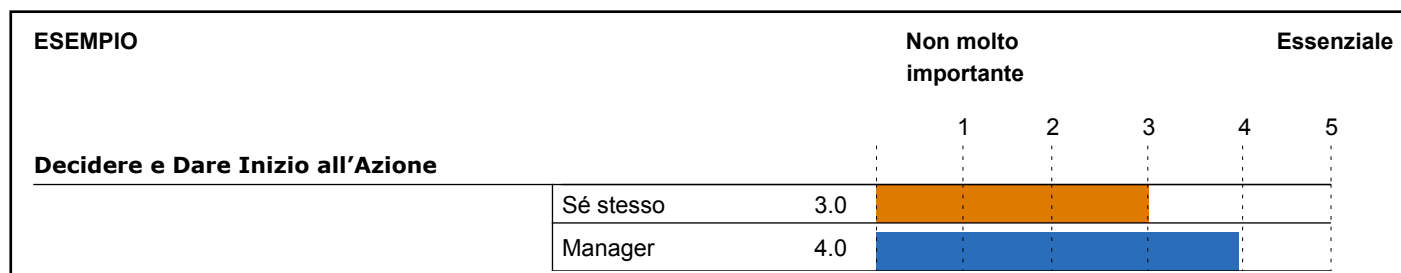 ESEMPIO
Non molto importante
Essenziale
1 2 3 4 5
Decidere e Dare Inizio all’Azione
Sé stesso 3.0
Manager 4.0